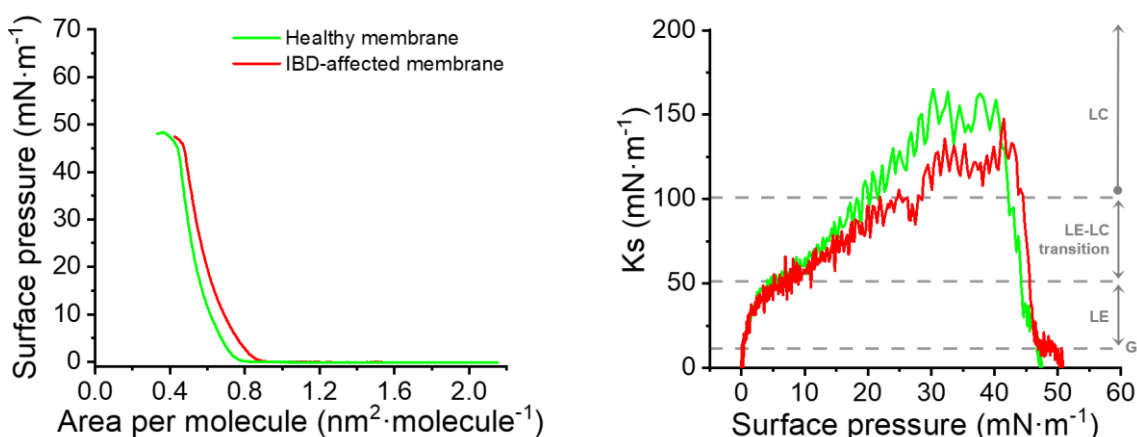 Surface pressure (mN·m⁻¹)
70
60
50
40
30
20
10
0
Healthy membrane
IBD-affected membrane
0.0
0.4
0.8
1.2
1.6
2.0
Area per molecule (nm²·molecule⁻¹)
Ks (mN·m⁻¹)
200
150
100
50
0
LC
LE-LC
transition
LE
G
0
10
20
30
40
50
60
Surface pressure (mN·m⁻¹)